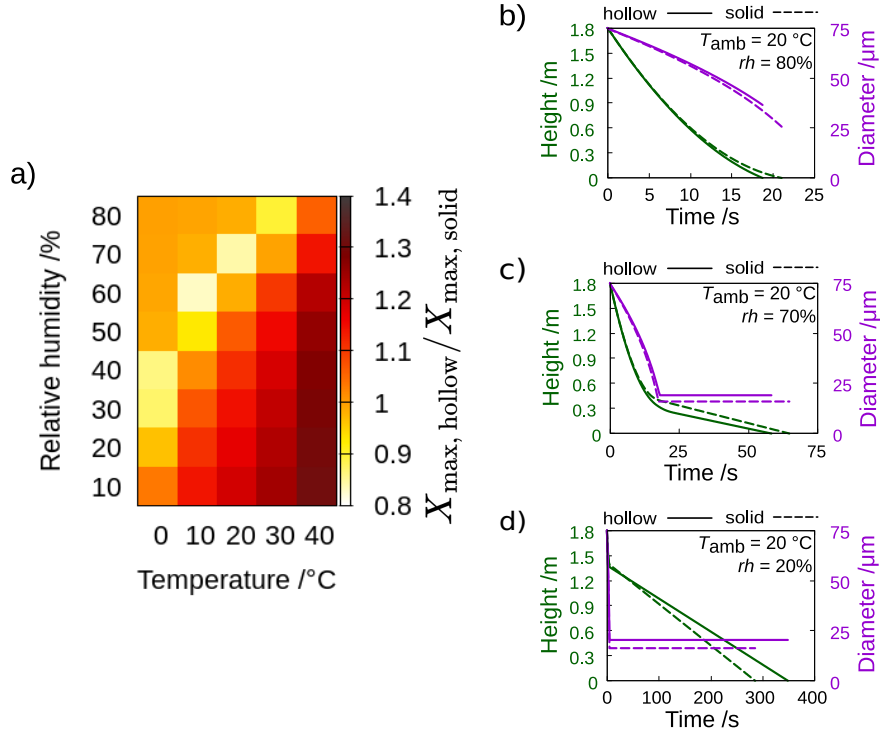 a)
Relative humidity /%
80
70
60
50
40
30
20
10
0 10 20 30 40
Temperature /°C
1.4
1.3
1.2
1.1
1
0.9
0.8
X_max, hollow / X_max, solid
b)
hollow solid
T_amb = 20 °C
rh = 80%
Height /m
1.8
1.5
1.2
0.9
0.6
0.3
0
0 5 10 15 20 25
Time /s
75
50
25
0
Diameter /µm
c)
hollow solid
T_amb = 20 °C
rh = 70%
Height /m
1.8
1.5
1.2
0.9
0.6
0.3
0
0 25 50 75
Time /s
75
50
25
0
Diameter /µm
d)
hollow solid
T_amb = 20 °C
rh = 20%
Height /m
1.8
1.5
1.2
0.9
0.6
0.3
0
0 100 200 300 400
Time /s
75
50
25
0
Diameter /µm